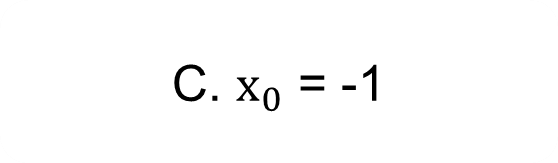 C. x₀ = -1